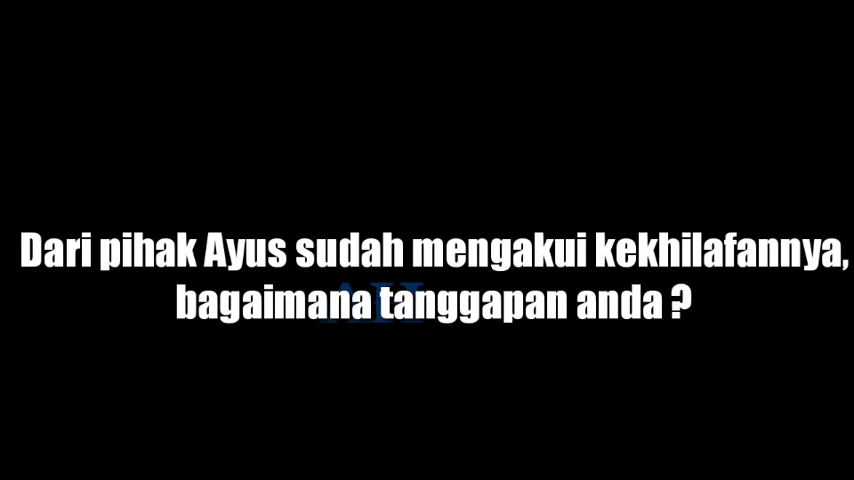 Dari pihak Ayus sudah mengakui kekhilafannya,
bagaimana tanggapan anda ?